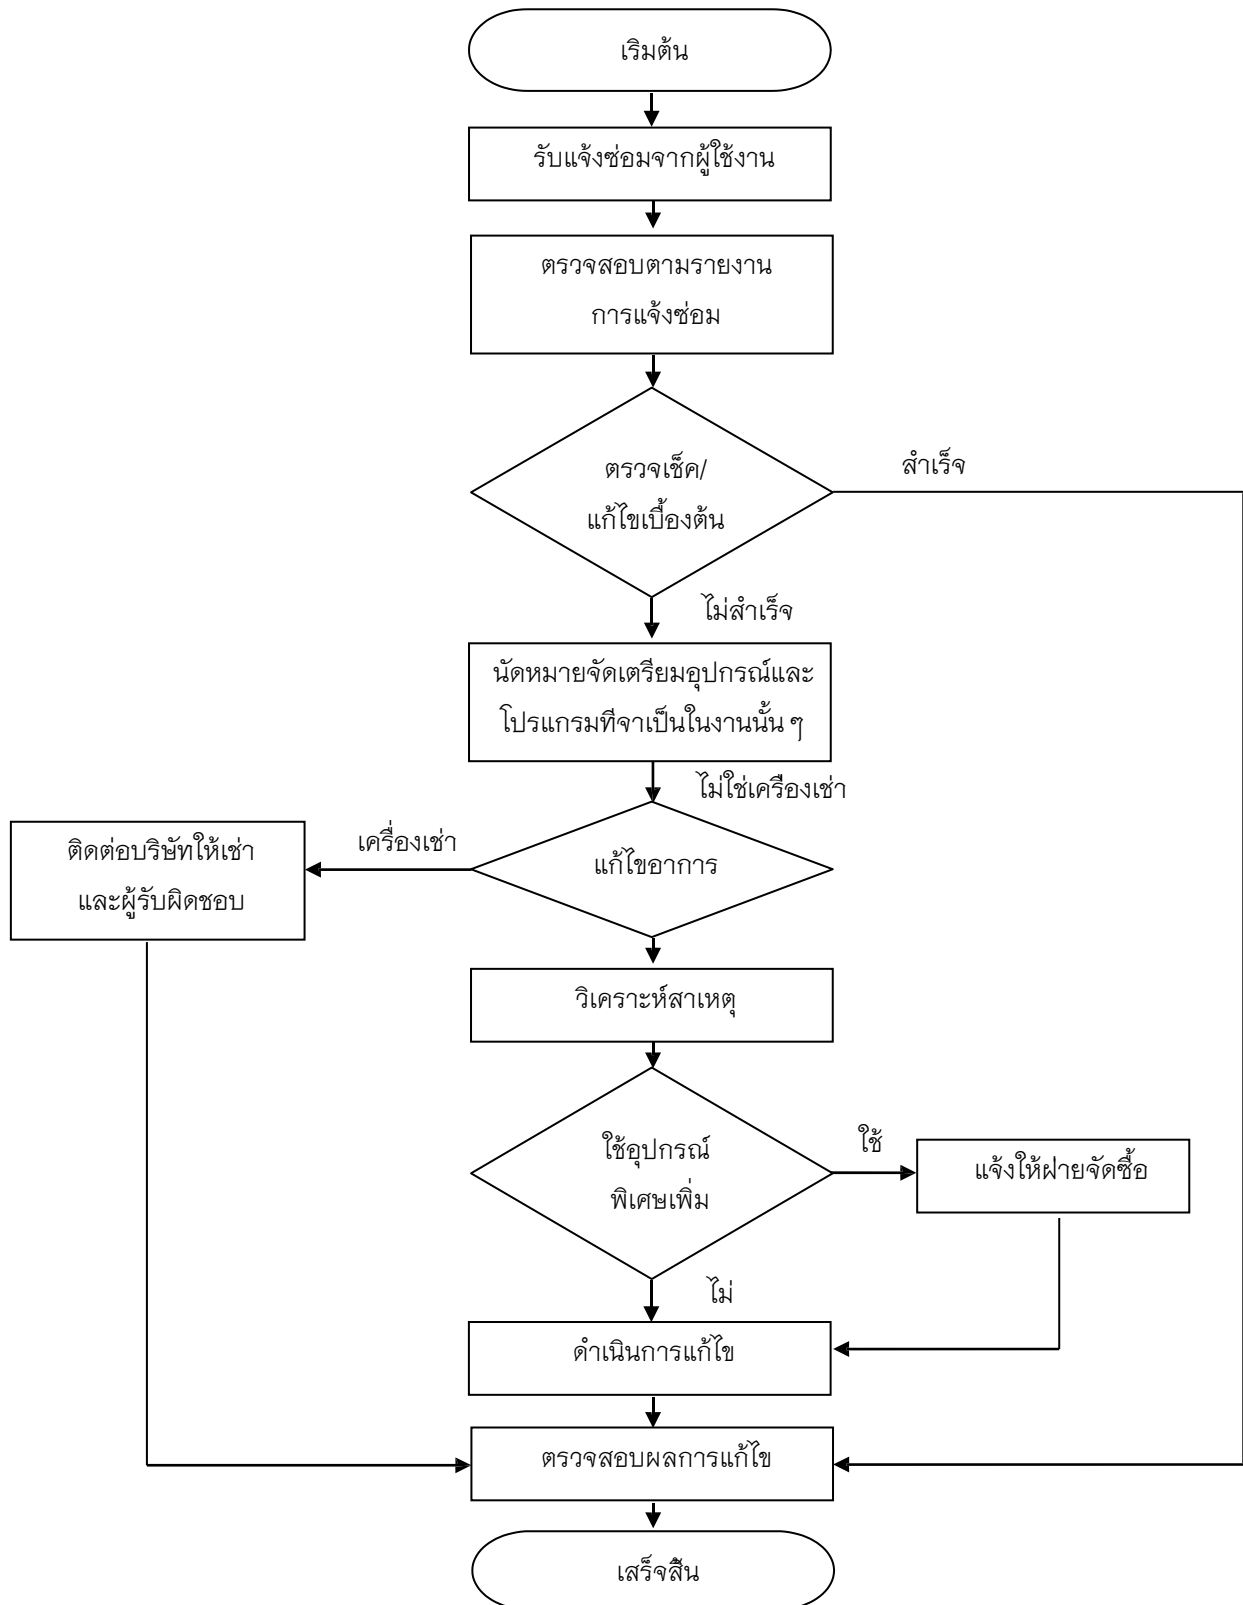 เริ่มต้น
รับแจ้งซ่อมจากผู้ใช้งาน
ตรวจสอบตามรายงาน
การแจ้งซ่อม
ตรวจเช็ค/
แก้ไขเบื้องต้น
สำเร็จ
ไม่สำเร็จ
นัดหมายจัดเตรียมอุปกรณ์และ
โปรแกรมทีจาเป็นในงานนั้น ๆ
ไม่ใช่เครืองเช่า
เครื่องเช่า
ติดต่อบริษัทให้เช่า
และผู้รับผิดชอบ
แก้ไขอาการ
วิเคราะห์สาเหตุ
ใช้อุปกรณ์
พิเศษเพิ่ม
ใช้
แจ้งให้ฝ่ายจัดซื้อ
ไม่
ดำเนินการแก้ไข
ตรวจสอบผลการแก้ไข
เสร็จสิ้น